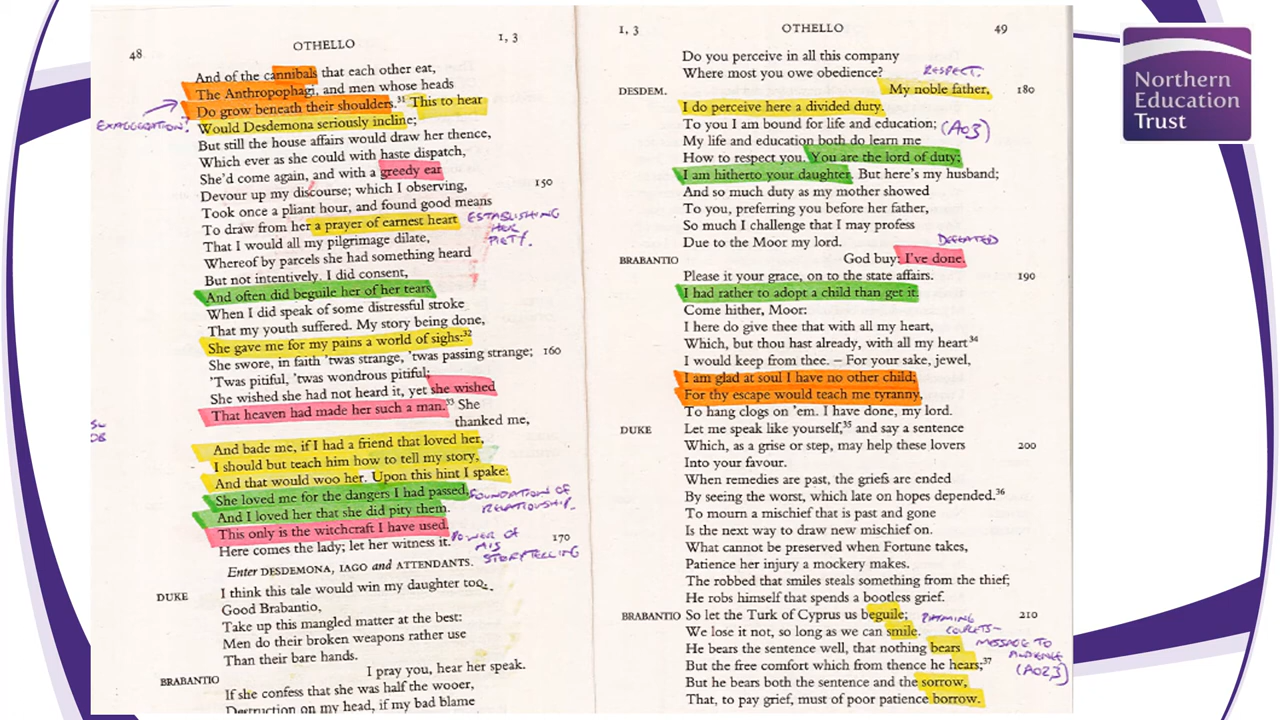 48
OTHELLO
1, 3
And of the cannibals that each other eat,
The Anthropophagi, and men whose heads
Do grow beneath their shoulders.31 This to hear
EXAGGERATION?
Would Desdemona seriously incline;
But still the house affairs would draw her thence,
Which ever as she could with haste dispatch,
She'd come again, and with a greedy ear
Devour up my discourse; which I observing,
150
Took once a pliant hour, and found good means
To draw from her a prayer of earnest heart
ESTABLISHING
HER
PIETY.
That I would all my pilgrimage dilate,
Whereof by parcels she had something heard
But not intentively. I did consent,
And often did beguile her of her tears
When I did speak of some distressful stroke
That my youth suffered. My story being done,
She gave me for my pains a world of sighs:32
She swore, in faith 'twas strange, 'twas passing strange;
160
'Twas pitiful, 'twas wondrous pitiful;
She wished she had not heard it, yet she wished
That heaven had made her such a man.33 She
thanked me,
And bade me, if I had a friend that loved her,
I should but teach him how to tell my story,
And that would woo her. Upon this hint I spake:
She loved me for the dangers I had passed,
And I loved her that she did pity them.
FOUNDATION OF
RELATIONSHIP.
This only is the witchcraft I have used.
Here comes the lady; let her witness it.
170
POWER OF
HIS
STORYTELLING
Enter DESDEMONA, IAGO and ATTENDANTS.
DUKE I think this tale would win my daughter too.
Good Brabantio,
Take up this mangled matter at the best:
Men do their broken weapons rather use
Than their bare hands.
BRABANTIO I pray you, hear her speak.
If she confess that she was half the wooer,
Destruction on my head, if my bad blame
1, 3
OTHELLO
49
Do you perceive in all this company
Where most you owe obedience?
RESPECT.
DESDEM. My noble father,
180
I do perceive here a divided duty.
To you I am bound for life and education;
(AO3)
My life and education both do learn me
How to respect you. You are the lord of duty;
I am hitherto your daughter. But here's my husband;
And so much duty as my mother showed
To you, preferring you before her father,
So much I challenge that I may profess
Due to the Moor my lord.
DEFEATED
BRABANTIO God buy: I've done.
Please it your grace, on to the state affairs.
190
I had rather to adopt a child than get it.
Come hither, Moor:
I here do give thee that with all my heart,
Which, but thou hast already, with all my heart34
I would keep from thee. – For your sake, jewel,
I am glad at soul I have no other child;
For thy escape would teach me tyranny,
To hang clogs on 'em. I have done, my lord.
DUKE Let me speak like yourself,35 and say a sentence
Which, as a grise or step, may help these lovers
200
Into your favour.
When remedies are past, the griefs are ended
By seeing the worst, which late on hopes depended.36
To mourn a mischief that is past and gone
Is the next way to draw new mischief on.
What cannot be preserved when Fortune takes,
Patience her injury a mockery makes.
The robbed that smiles steals something from the thief;
He robs himself that spends a bootless grief.
BRABANTIO So let the Turk of Cyprus us beguile;
210
We lose it not, so long as we can smile.
He bears the sentence well, that nothing bears
But the free comfort which from thence he hears;37
But he bears both the sentence and the sorrow,
That, to pay grief, must of poor patience borrow.
RHYMING
COUPLETS –
MESSAGE TO
AUDIENCE
Northern
Education
Trust